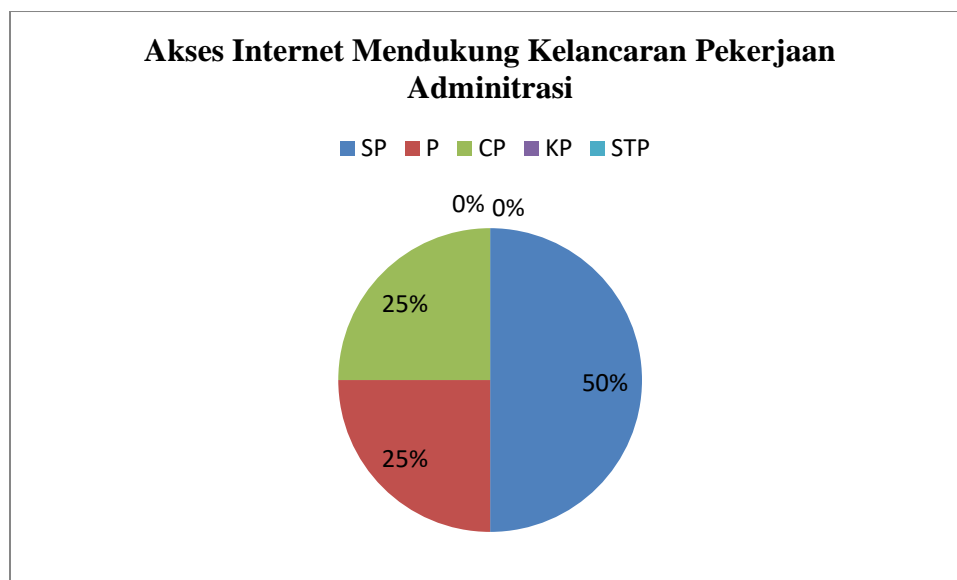 Akses Internet Mendukung Kelancaran Pekerjaan
Adminitrasi
SP P CP KP STP
0% 0%
25%
50%
25%